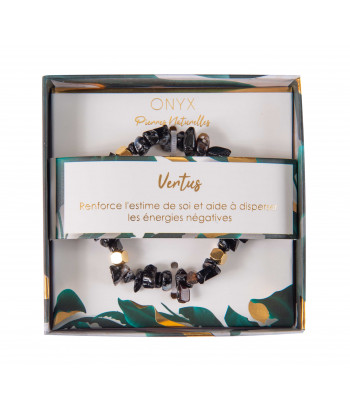 ONYX
Pierres Naturelles
Vertus
Renforce l'estime de soi et aide à disperser
les énergies négatives